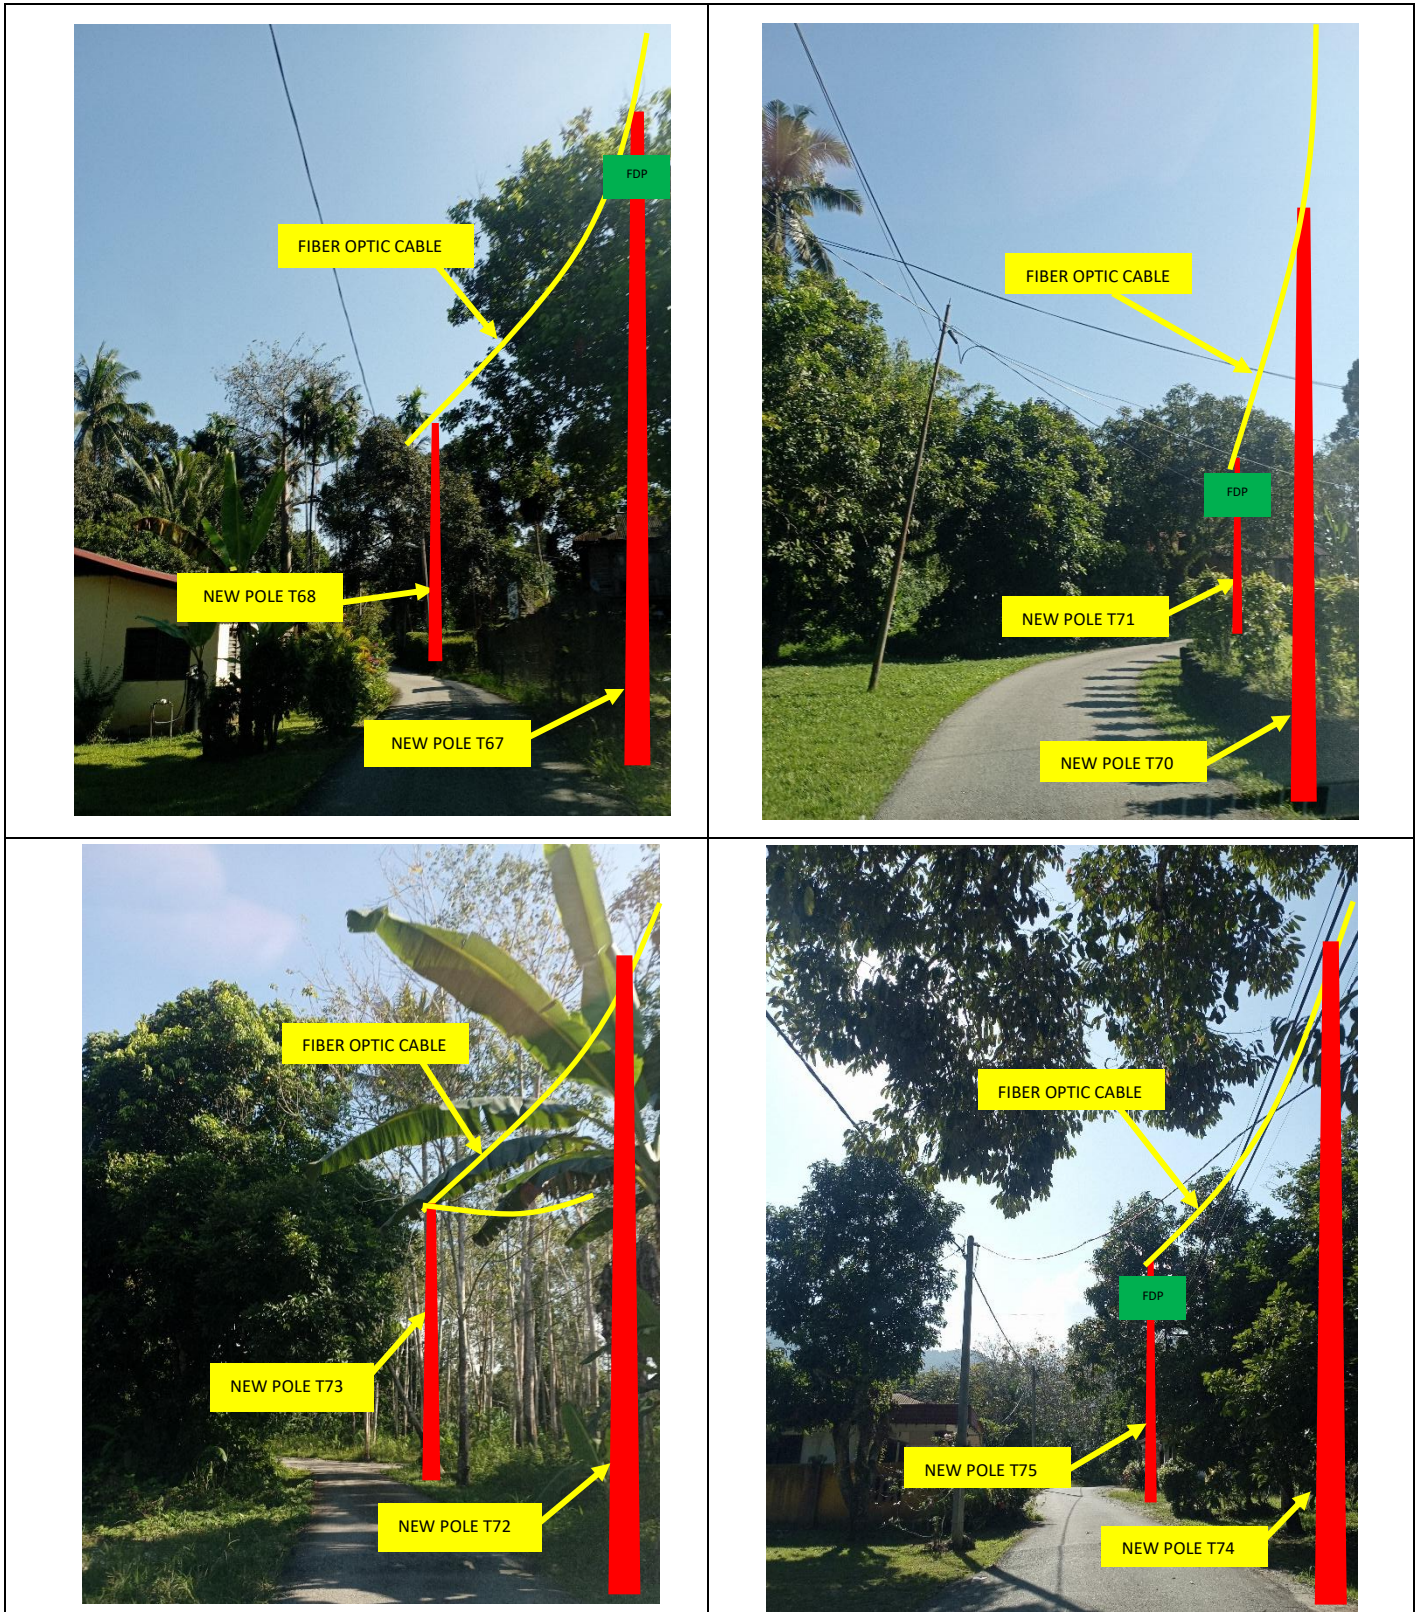 FDP
FIBER OPTIC CABLE
NEW POLE T68
NEW POLE T67
FIBER OPTIC CABLE
FDP
NEW POLE T71
NEW POLE T70
FIBER OPTIC CABLE
NEW POLE T73
NEW POLE T72
FIBER OPTIC CABLE
FDP
NEW POLE T75
NEW POLE T74